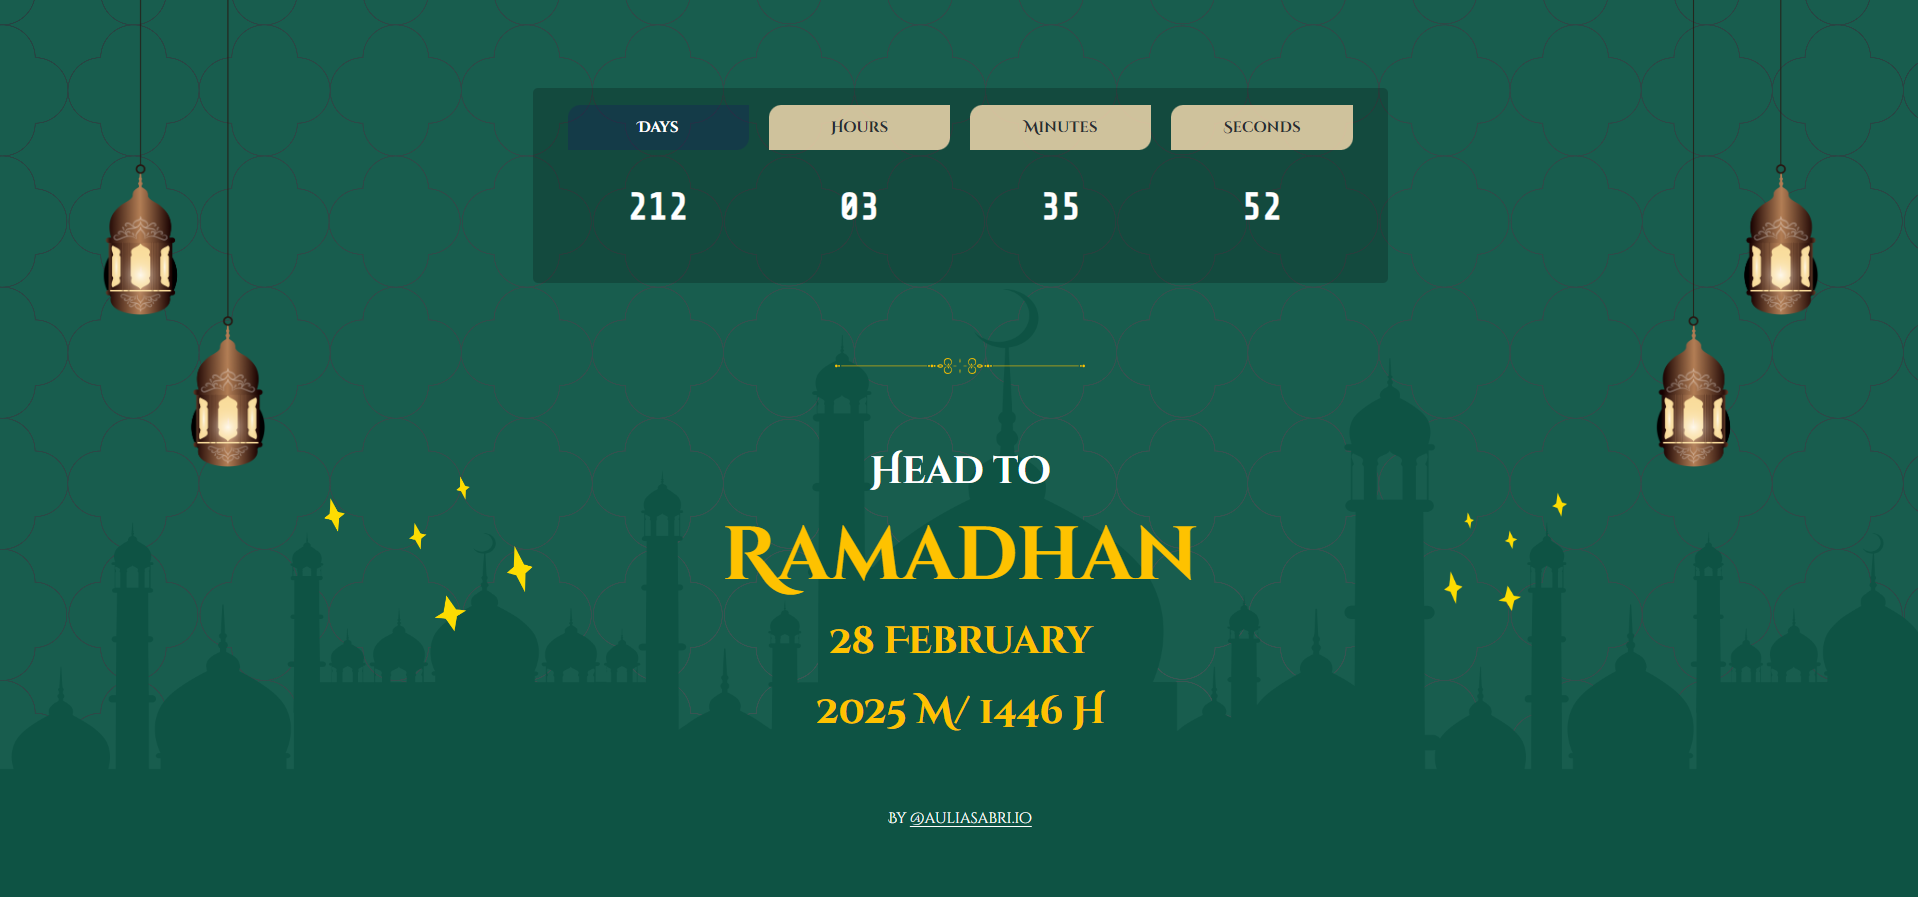 Days Hours Minutes Seconds
212 03 35 52
Head to
Ramadhan
28 February
2025 M/ 1446 H
by @auliasabri.io